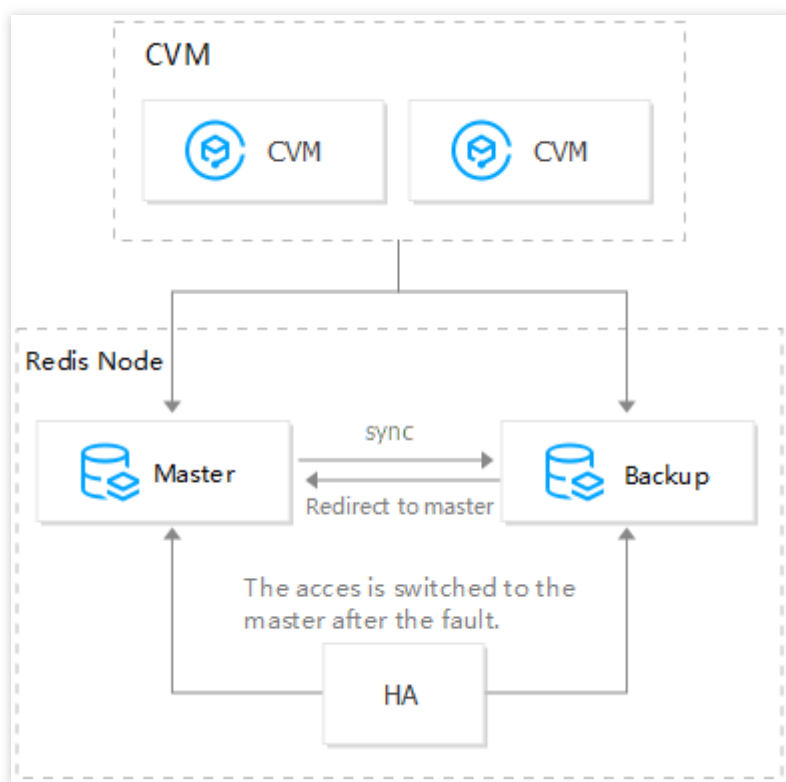 CVM
CVM
CVM
Redis Node
sync
Master
Backup
Redirect to master
The acces is switched to the
master after the fault.
HA